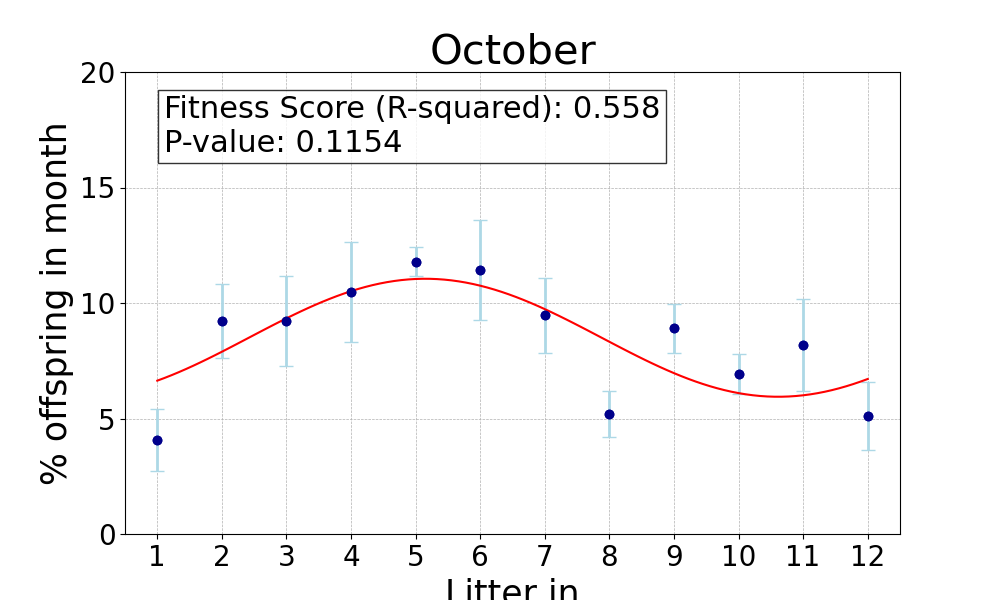 October
Fitness Score (R-squared): 0.558
P-value: 0.1154
% offspring in month
20
15
10
5
0
1 2 3 4 5 6 7 8 9 10 11 12
Litter in